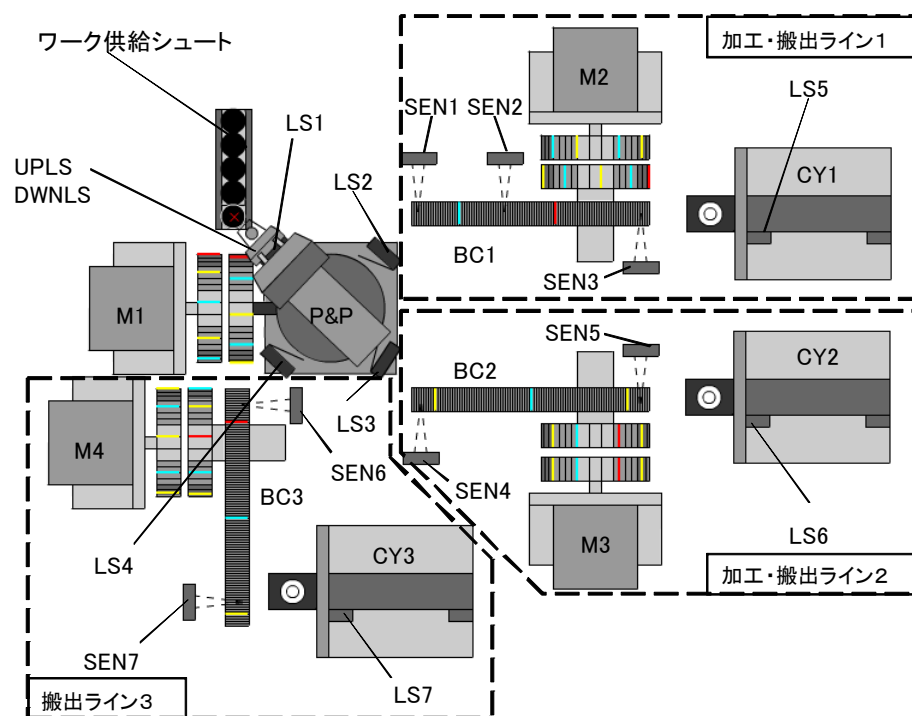 ワーク供給シュート
加工・搬出ライン1
M2
LS5
SEN1
SEN2
LS1
UPLS
DWNLS
LS2
CY1
BC1
SEN3
M1
P&P
SEN5
BC2
CY2
LS3
M4
SEN6
SEN4
BC3
LS4
CY3
M3
LS6
加工・搬出ライン2
SEN7
LS7
搬出ライン3